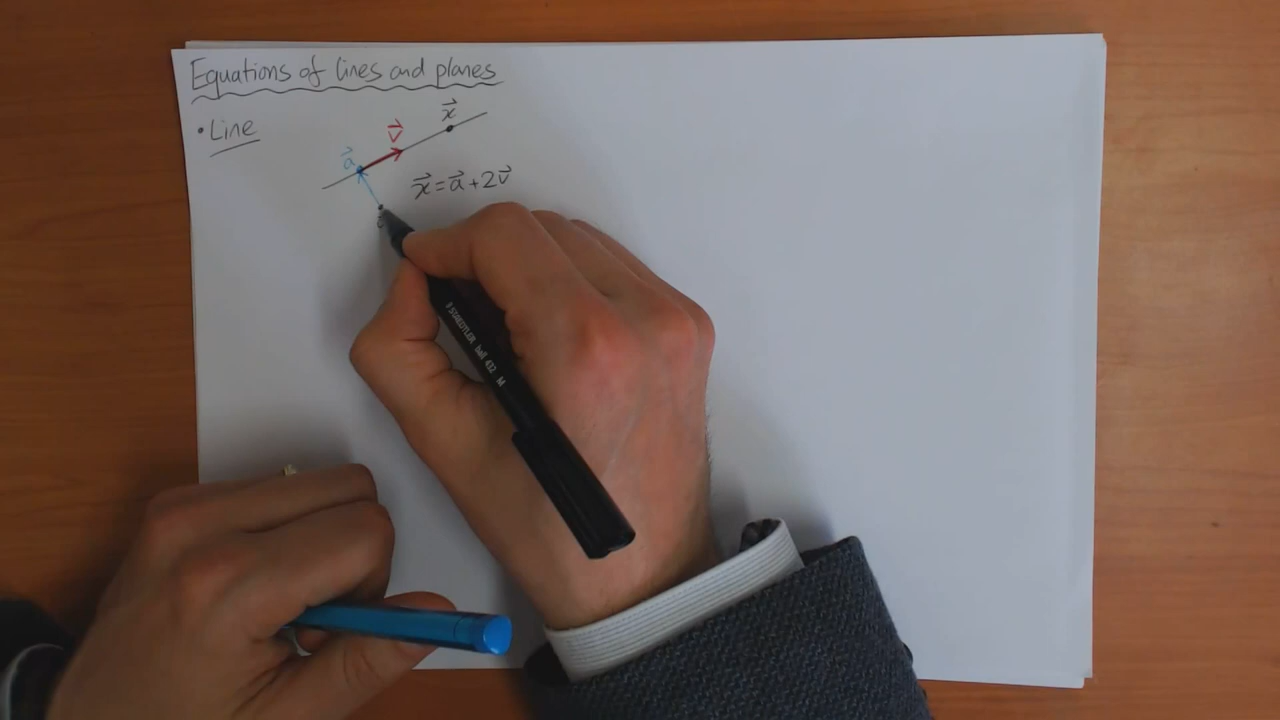 Equations of lines and planes
• Line
x⃗
v⃗
a⃗
x⃗ = a⃗ + 2v⃗
STAEDTLER ball 432 M